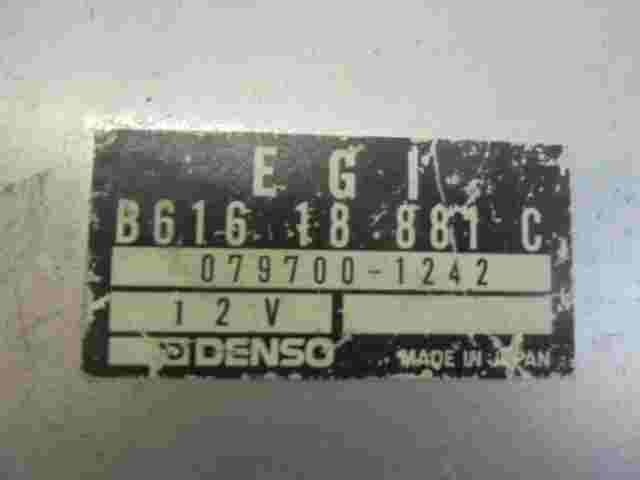 E G I
B616 18 881 C
079700-1242
12V
DENSO MADE IN JAPAN